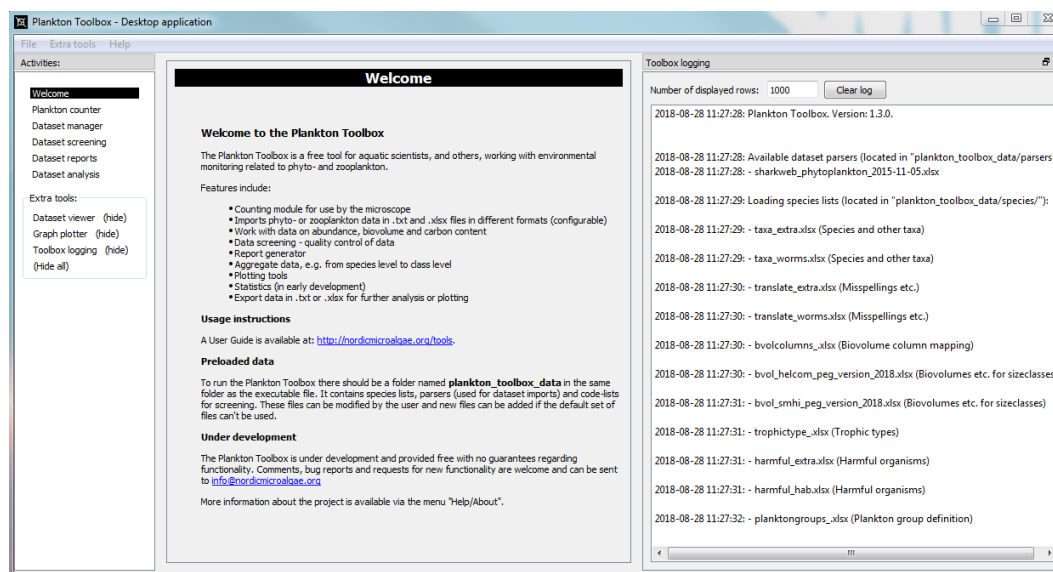 Plankton Toolbox - Desktop application
File Extra tools Help
Activities:
Welcome
Plankton counter
Dataset manager
Dataset screening
Dataset reports
Dataset analysis
Extra tools:
Dataset viewer (hide)
Graph plotter (hide)
Toolbox logging (hide)
(Hide all)
Welcome
Welcome to the Plankton Toolbox
The Plankton Toolbox is a free tool for aquatic scientists, and others, working with environmental
monitoring related to phyto- and zooplankton.
Features include:
• Counting module for use by the microscope
• Imports phyto- or zooplankton data in .txt and .xlsx files in different formats (configurable)
• Work with data on abundance, biovolume and carbon content
• Data screening - quality control of data
• Report generator
• Aggregate data, e.g. from species level to class level
• Plotting tools
• Statistics (in early development)
• Export data in .txt or .xlsx for further analysis or plotting
Usage instructions
A User Guide is available at: http://nordicmicroalgae.org/tools.
Preloaded data
To run the Plankton Toolbox there should be a folder named plankton_toolbox_data in the same
folder as the executable file. It contains species lists, parsers (used for dataset imports) and code-lists
for screening. These files can be modified by the user and new files can be added if the default set of
files can't be used.
Under development
The Plankton Toolbox is under development and provided free with no guarantees regarding
functionality. Comments, bug reports and requests for new functionality are welcome and can be sent
to info@nordicmicroalgae.org
More information about the project is available via the menu "Help/About".
Toolbox logging
Number of displayed rows: 1000 Clear log
2018-08-28 11:27:28: Plankton Toolbox. Version: 1.3.0.
2018-08-28 11:27:28: Available dataset parsers (located in "plankton_toolbox_data/parsers"
2018-08-28 11:27:28: - sharkweb_phytoplankton_2015-11-05.xlsx
2018-08-28 11:27:29: Loading species lists (located in "plankton_toolbox_data/species/"):
2018-08-28 11:27:29: - taxa_extra.xlsx (Species and other taxa)
2018-08-28 11:27:29: - taxa_worms.xlsx (Species and other taxa)
2018-08-28 11:27:30: - translate_extra.xlsx (Misspellings etc.)
2018-08-28 11:27:30: - translate_worms.xlsx (Misspellings etc.)
2018-08-28 11:27:30: - bvolcolumns_.xlsx (Biovolume column mapping)
2018-08-28 11:27:30: - bvol_helcom_peg_version_2018.xlsx (Biovolumes etc. for sizeclasses
2018-08-28 11:27:31: - bvol_smhi_peg_version_2018.xlsx (Biovolumes etc. for sizeclasses)
2018-08-28 11:27:31: - trophictype_.xlsx (Trophic types)
2018-08-28 11:27:31: - harmful_extra.xlsx (Harmful organisms)
2018-08-28 11:27:31: - harmful_hab.xlsx (Harmful organisms)
2018-08-28 11:27:32: - planktongroups_.xlsx (Plankton group definition)